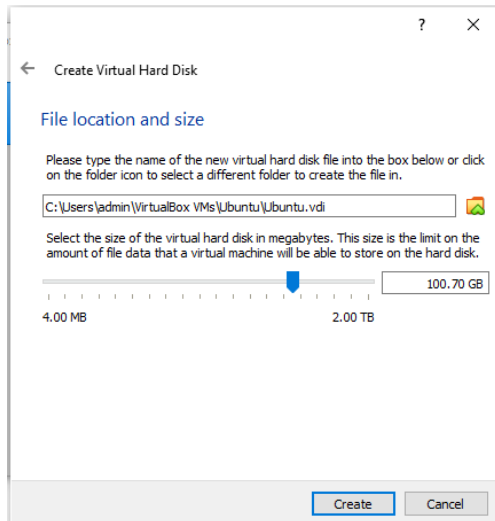 ?
Create Virtual Hard Disk
File location and size
Please type the name of the new virtual hard disk file into the box below or click
on the folder icon to select a different folder to create the file in.
C:\Users\admin\VirtualBox VMs\Ubuntu\Ubuntu.vdi
Select the size of the virtual hard disk in megabytes. This size is the limit on the
amount of file data that a virtual machine will be able to store on the hard disk.
100.70 GB
4.00 MB 2.00 TB
Create Cancel